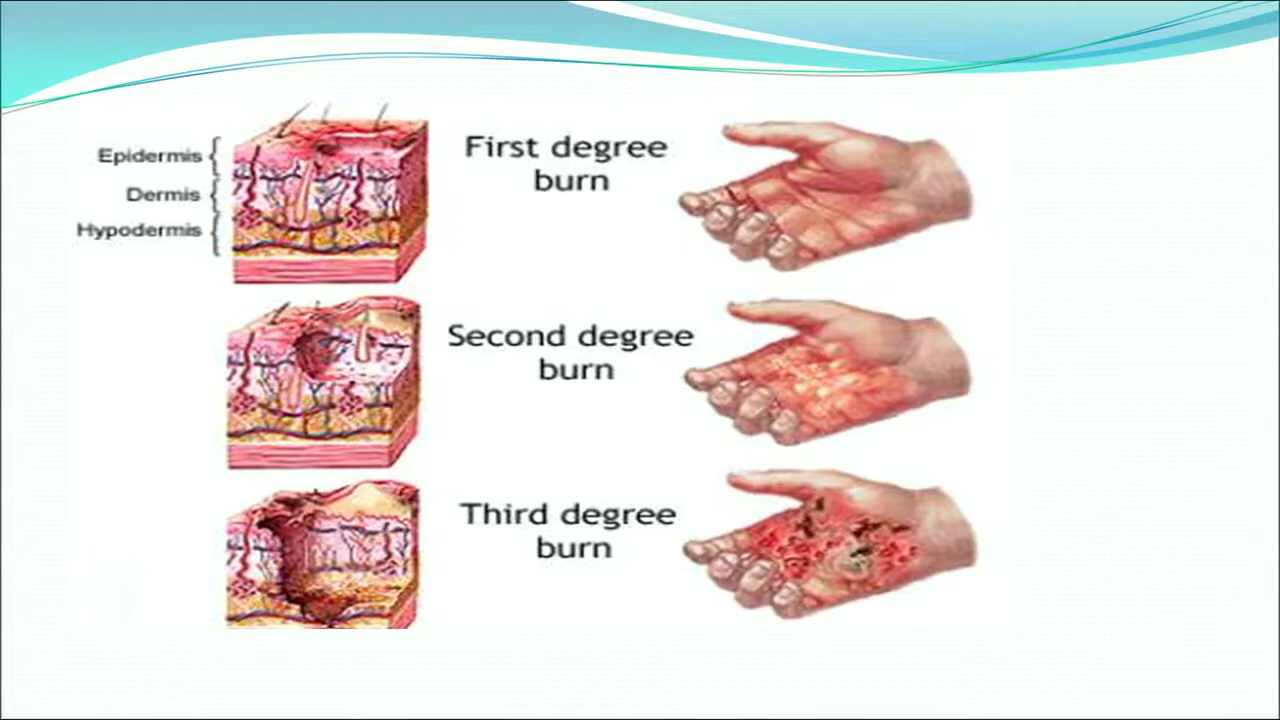 Epidermis
Dermis
Hypodermis
First degree
burn
Second degree
burn
Third degree
burn